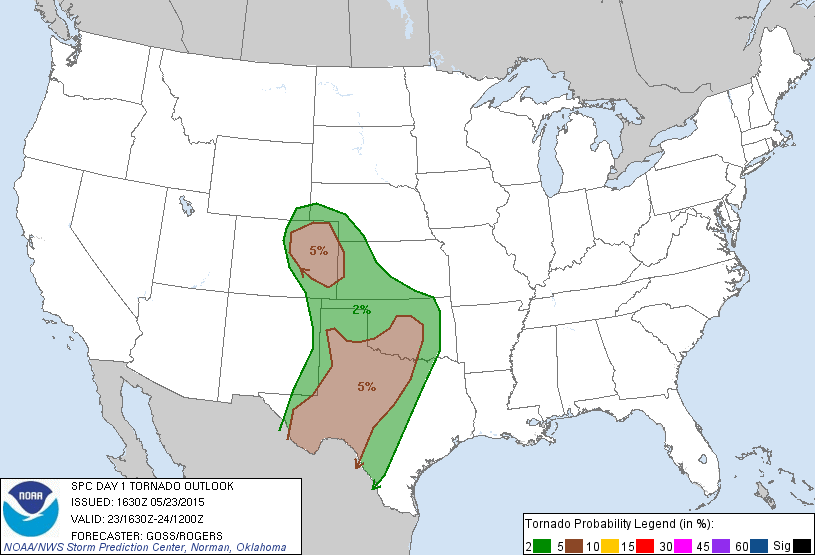 5%
2%
5%
NOAA
SPC DAY 1 TORNADO OUTLOOK
ISSUED: 1630Z 05/23/2015
VALID: 23/1630Z-24/1200Z
FORECASTER: GOSS/ROGERS
NOAA/NWS Storm Prediction Center, Norman, Oklahoma
Tornado Probability Legend (in %):
2 5 10 15 30 45 60 Sig